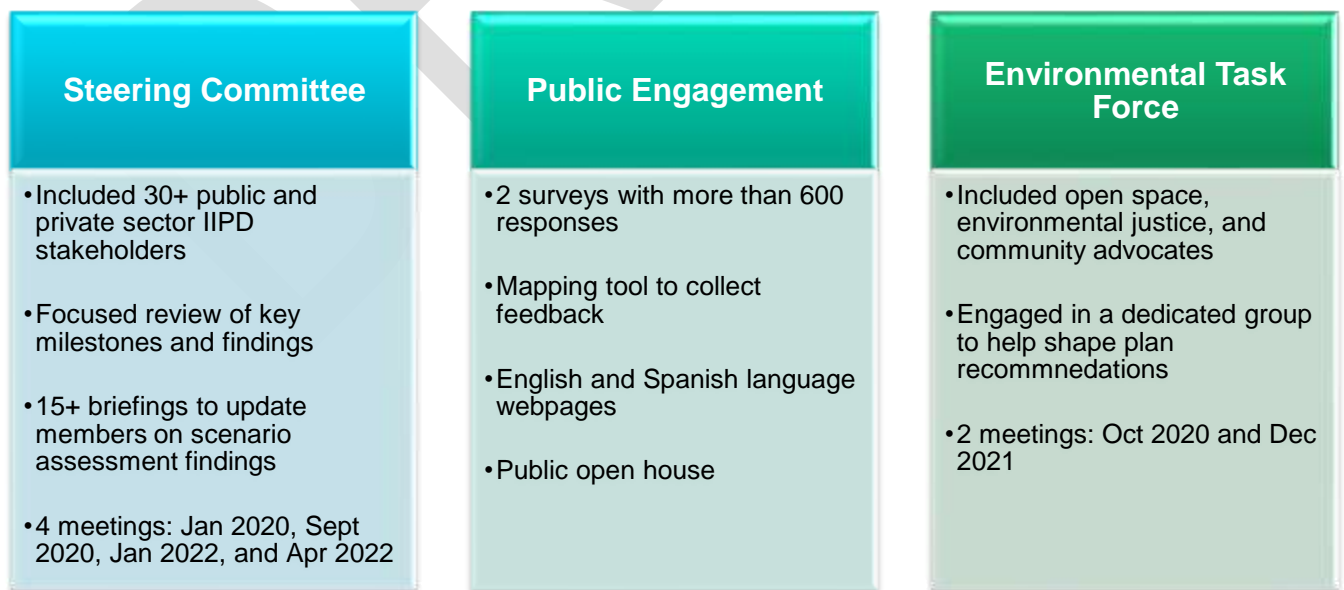 Steering Committee
•Included 30+ public and
private sector IIPD
stakeholders
•Focused review of key
milestones and findings
•15+ briefings to update
members on scenario
assessment findings
•4 meetings: Jan 2020, Sept
2020, Jan 2022, and Apr 2022
Public Engagement
•2 surveys with more than 600
responses
•Mapping tool to collect
feedback
•English and Spanish language
webpages
•Public open house
Environmental Task
Force
•Included open space,
environmental justice, and
community advocates
•Engaged in a dedicated group
to help shape plan
recommnedations
•2 meetings: Oct 2020 and Dec
2021